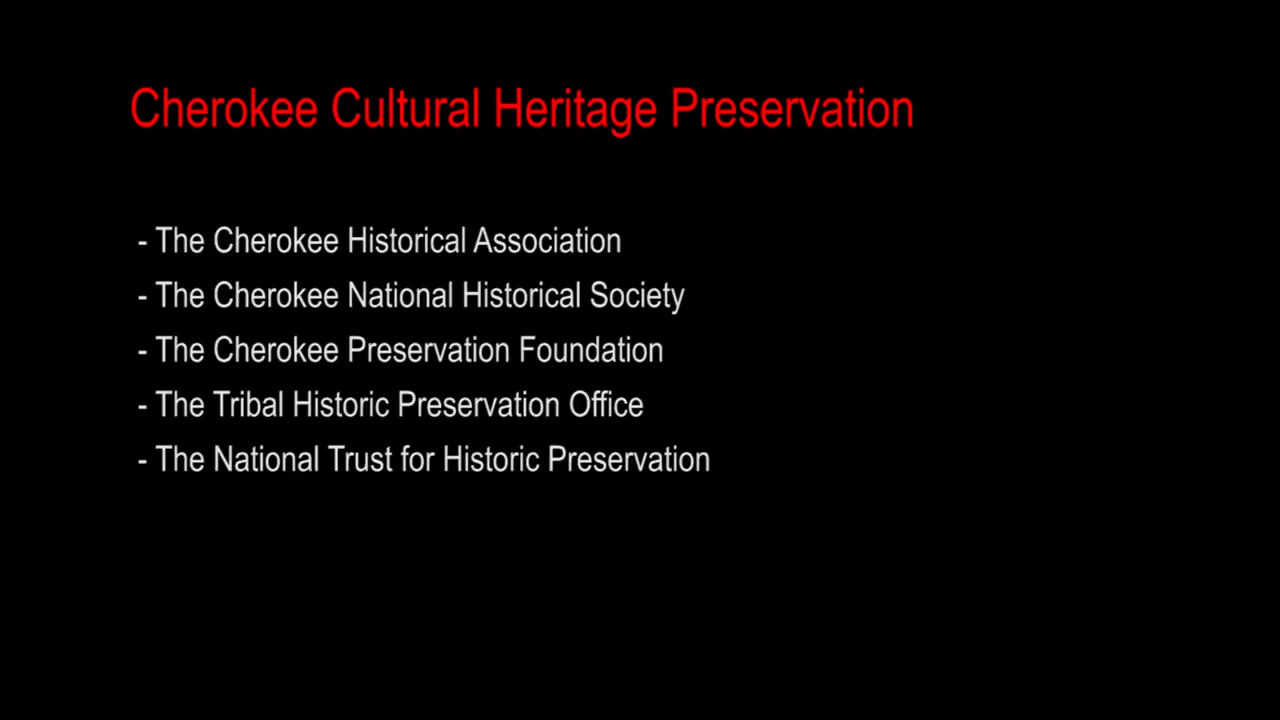 Cherokee Cultural Heritage Preservation
- The Cherokee Historical Association
- The Cherokee National Historical Society
- The Cherokee Preservation Foundation
- The Tribal Historic Preservation Office
- The National Trust for Historic Preservation